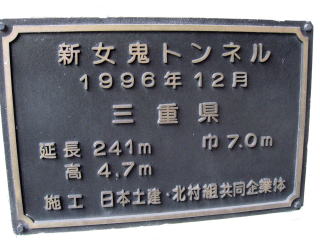 新女鬼トンネル
1996年12月
三重県
延長 241m 巾 7.0m
高 4.7m
施工 日本土建・北村組共同企業体